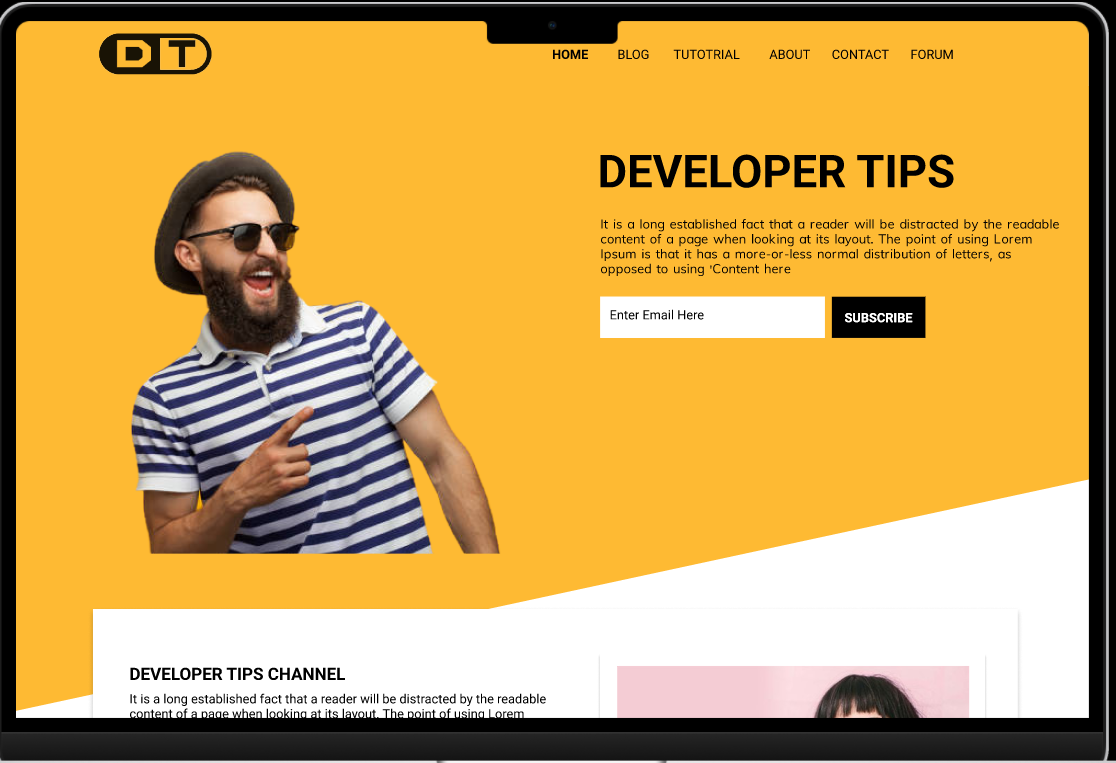 DT
HOME BLOG TUTOTRIAL ABOUT CONTACT FORUM
DEVELOPER TIPS
It is a long established fact that a reader will be distracted by the readable
content of a page when looking at its layout. The point of using Lorem
Ipsum is that it has a more-or-less normal distribution of letters, as
opposed to using 'Content here
Enter Email Here
SUBSCRIBE
DEVELOPER TIPS CHANNEL
It is a long established fact that a reader will be distracted by the readable
content of a page when looking at its layout. The point of using Lorem